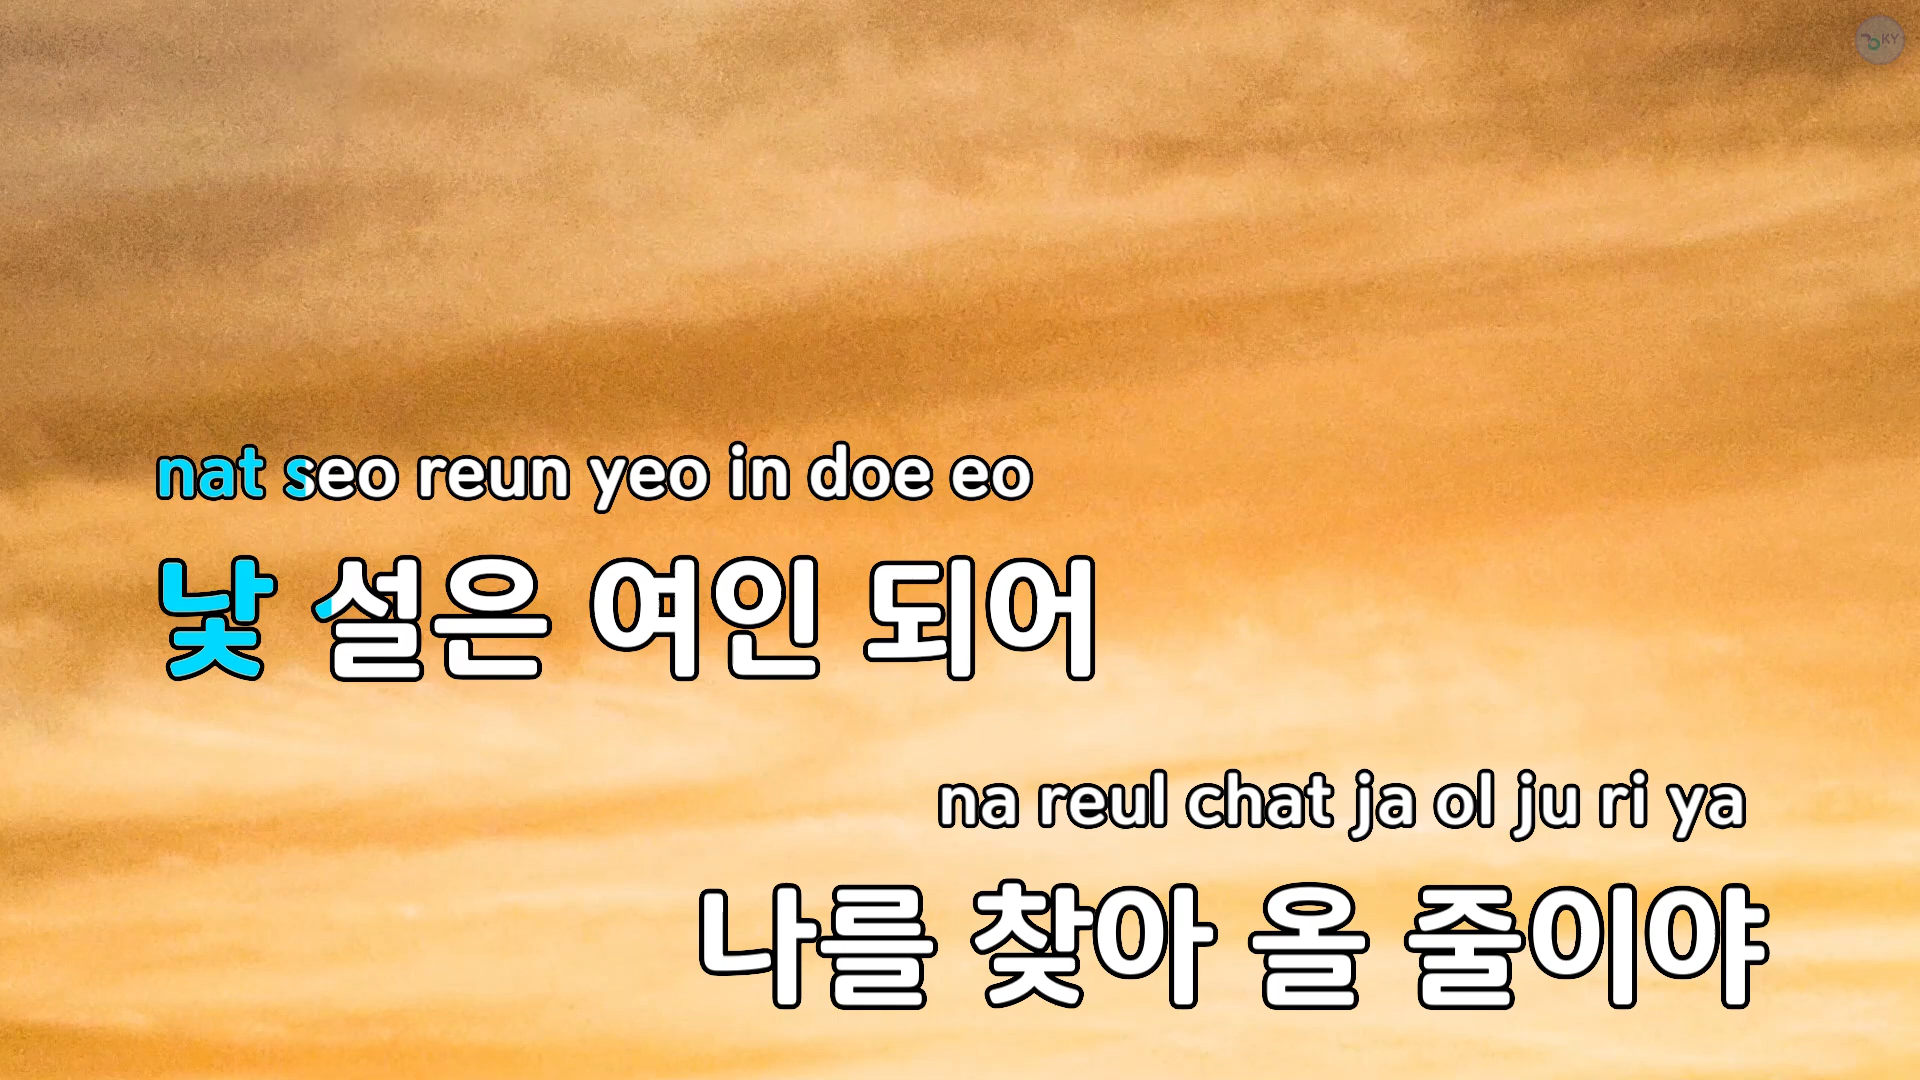 KY
nat seo reun yeo in doe eo
낯 설은 여인 되어
na reul chat ja ol ju ri ya
나를 찾아 올 줄이야